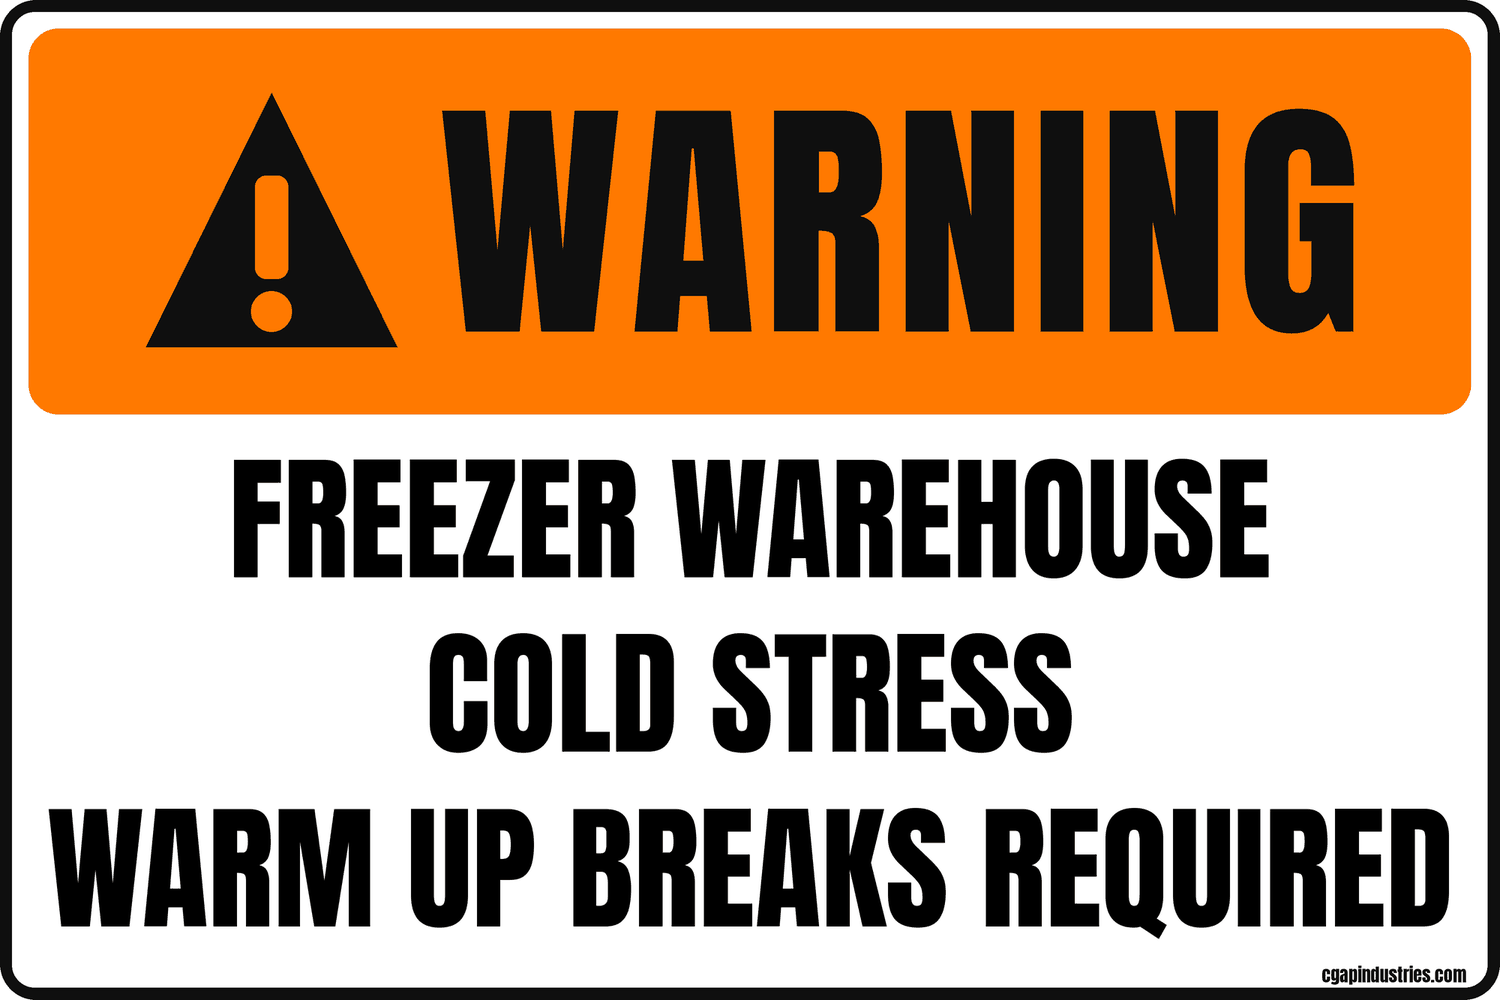 WARNING
FREEZER WAREHOUSE
COLD STRESS
WARM UP BREAKS REQUIRED
cgapindustries.com